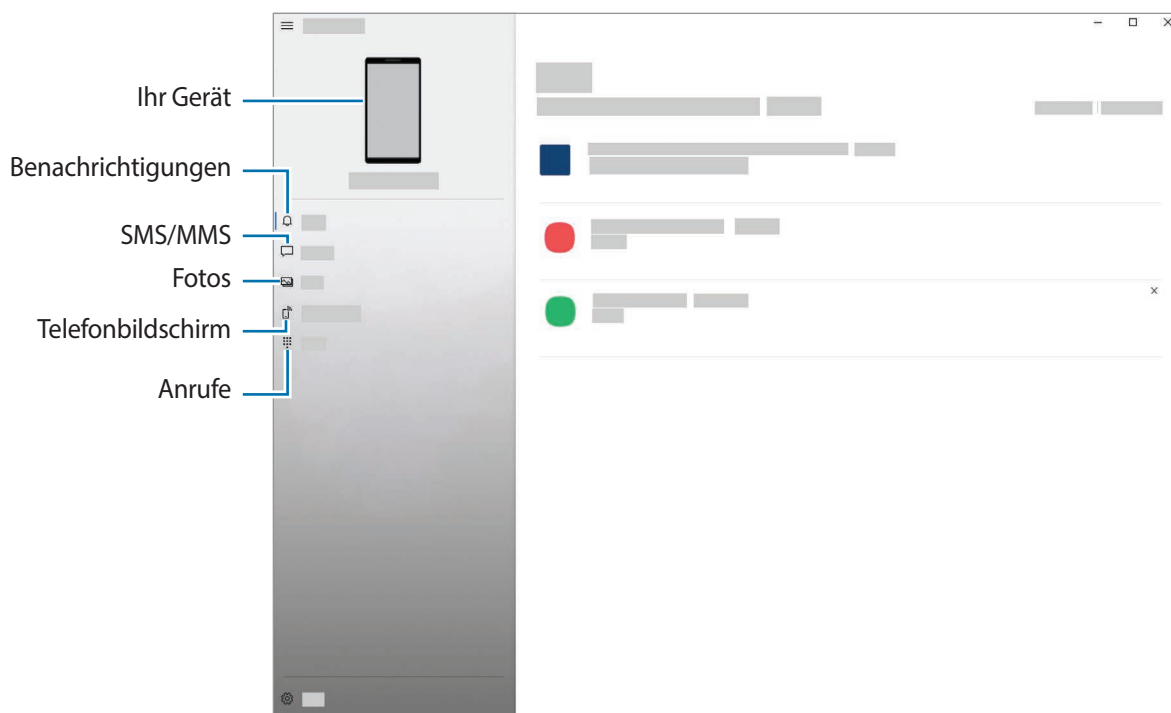 Ihr Gerät
Benachrichtigungen
SMS/MMS
Fotos
Telefonbildschirm
Anrufe